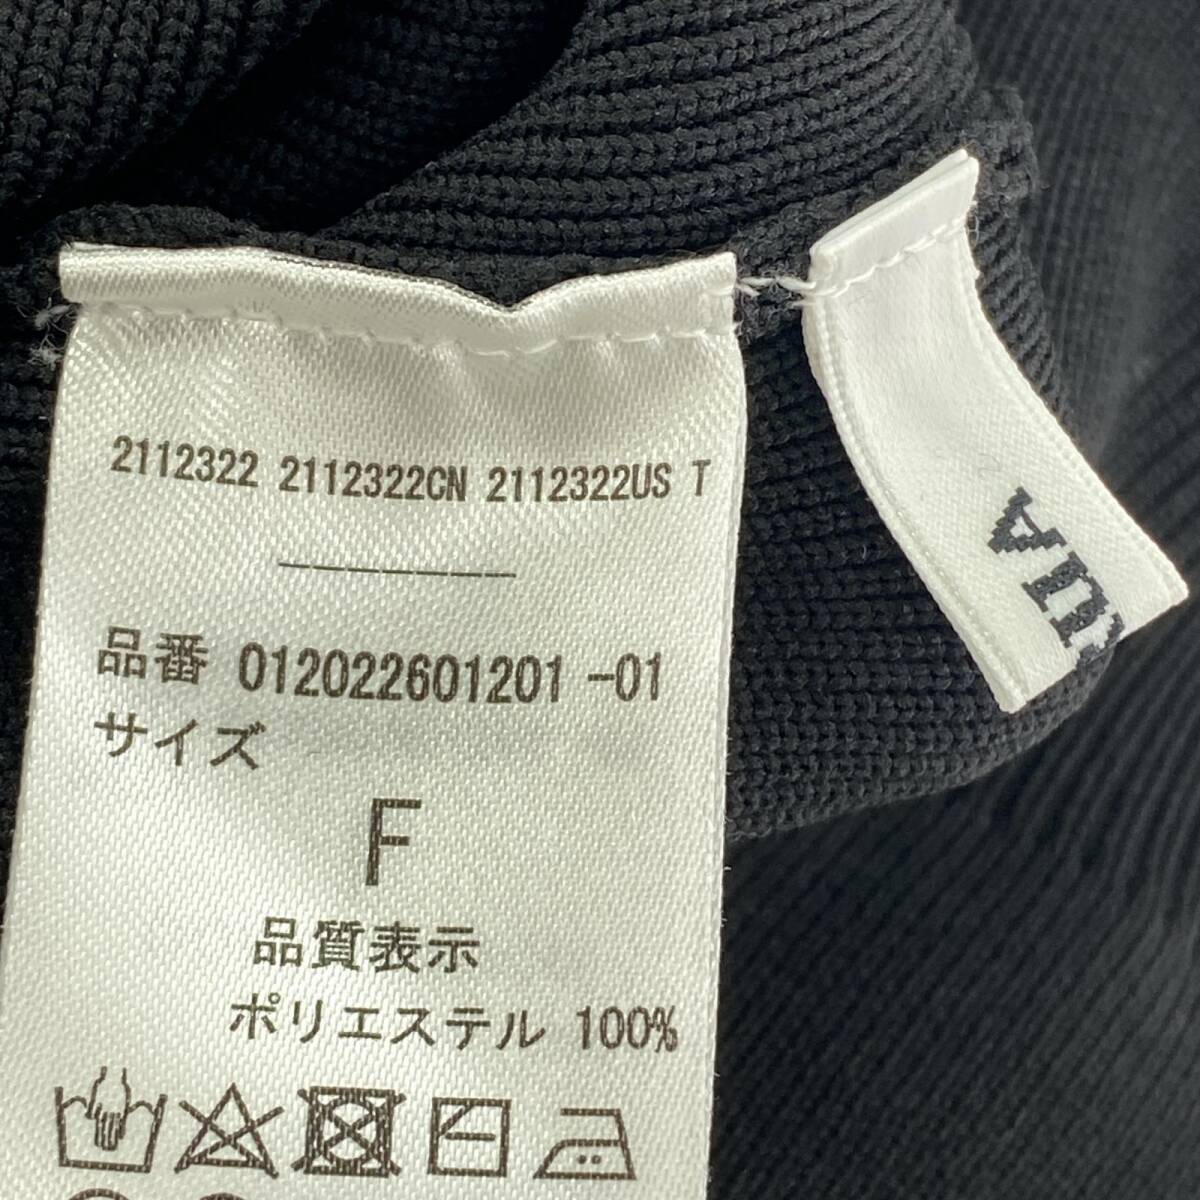 2112322 2112322CN 2112322US T
--------
品番 012022601201 -01
サイズ
F
品質表示
ポリエステル 100%